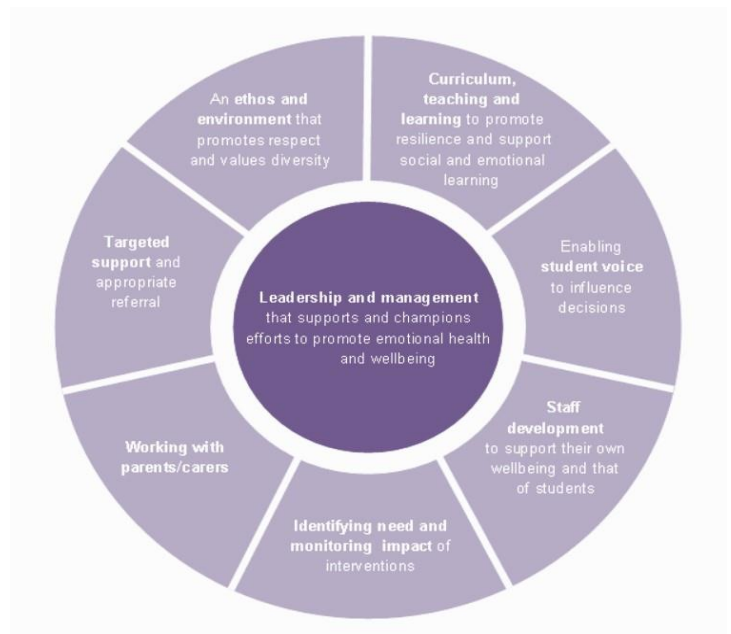 An ethos and
environment that
promotes respect
and values diversity
Curriculum,
teaching and
learning to promote
resilience and support
social and emotional
learning
Enabling
student voice
to influence
decisions
Staff
development
to support their own
wellbeing and that
of students
Identifying need and
monitoring impact of
interventions
Working with
parents/carers
Targeted
support and
appropriate
referral
Leadership and management
that supports and champions
efforts to promote emotional health
and wellbeing